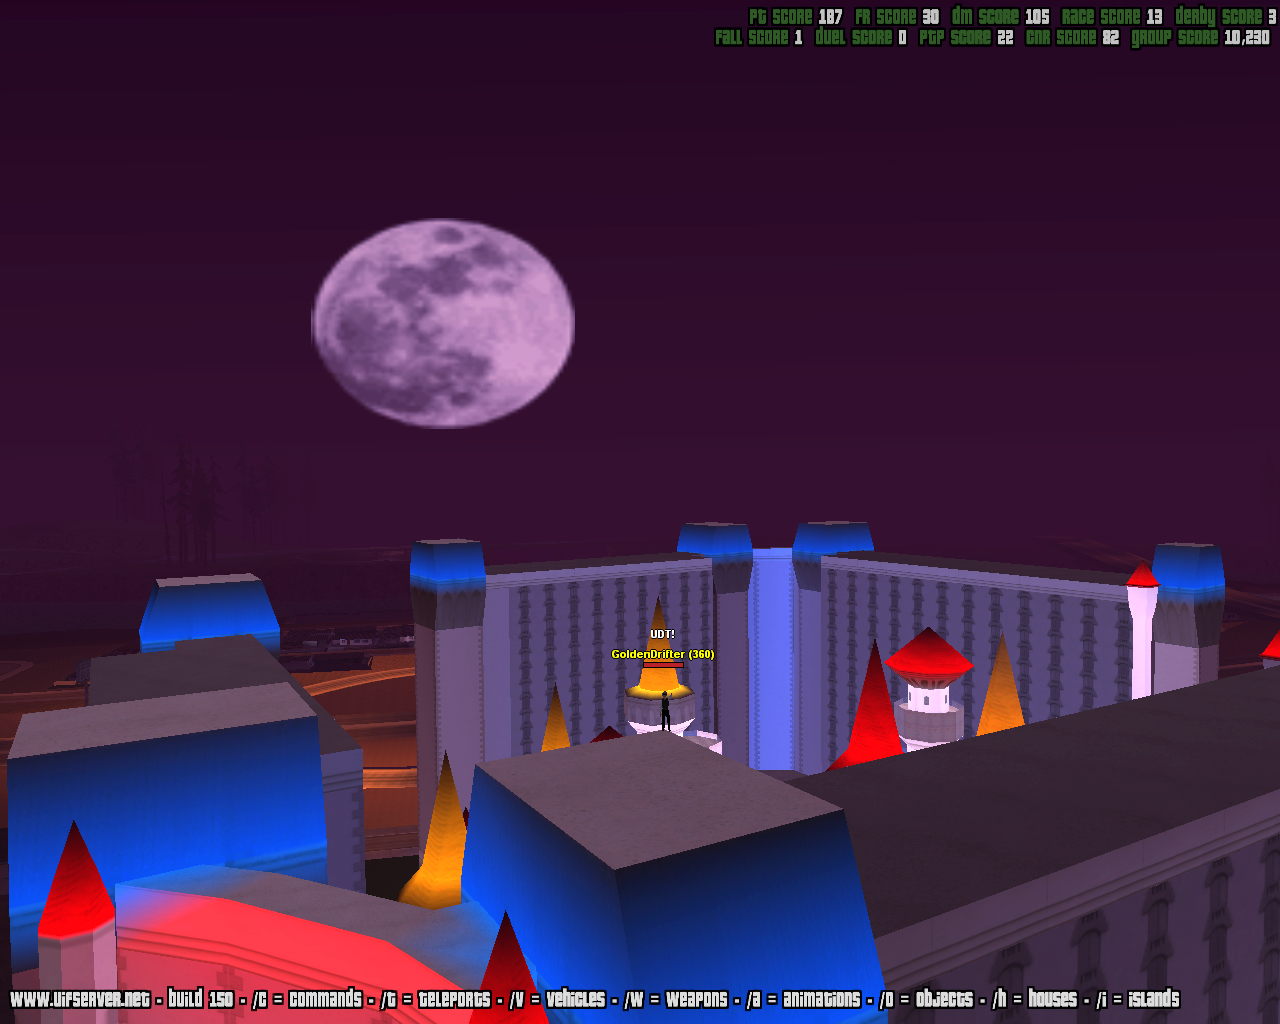 Pt score 187 FR score 30 dm score 105 Race score 13 derby score 3
Fall score 1 duel score 0 PTP score 22 CNR score 82 group score 10,230
UDT!
GoldenDrifter (360)
www.uifserver.net - build 150 - /c = commands - /t = teleports - /v = vehicles - /w = weapons - /a = animations - /o = objects - /h = houses - /i = islands